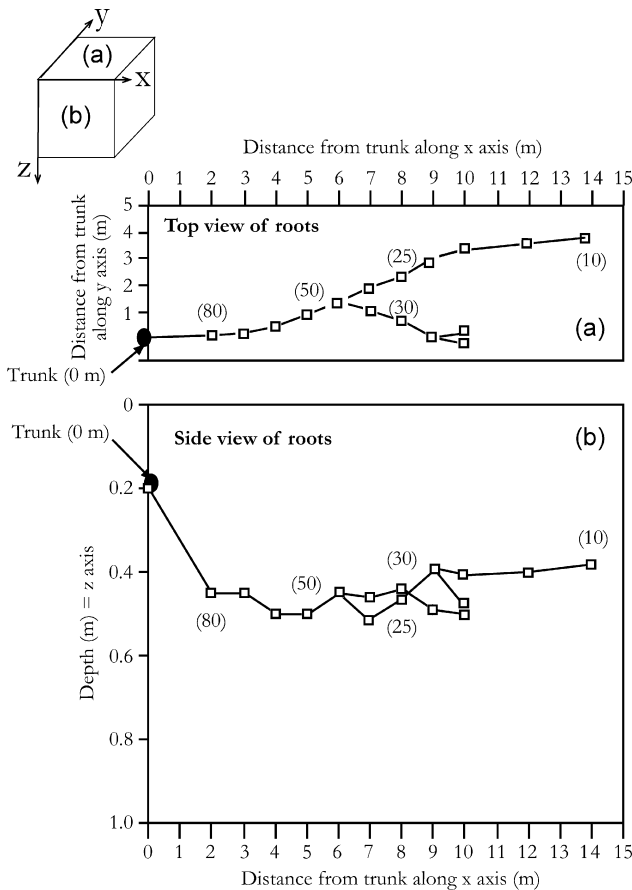 y
(a)
x
(b)
z
Distance from trunk along x axis (m)
0 1 2 3 4 5 6 7 8 9 10 11 12 13 14 15
Distance from trunk
along y axis (m)
5
4
3
2
1
Top view of roots
(80)
(50)
(25)
(30)
(10)
(a)
Trunk (0 m)
Trunk (0 m)
Side view of roots
(b)
Depth (m) = z axis
0
0.2
0.4
0.6
0.8
1.0
(80)
(50)
(30)
(25)
(10)
0 1 2 3 4 5 6 7 8 9 10 11 12 13 14 15
Distance from trunk along x axis (m)